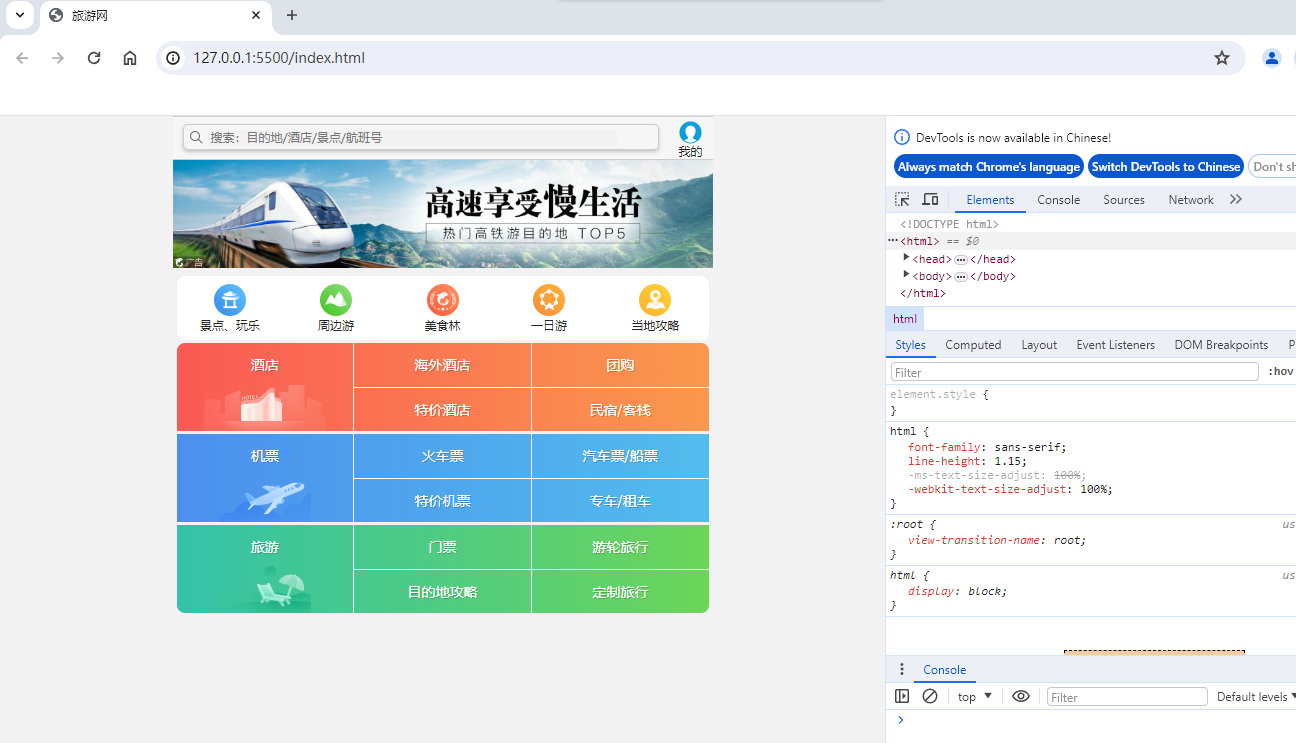 旅游网
127.0.0.1:5500/index.html
搜索：目的地/酒店/景点/航班号
我的
高速享受慢生活
热门高铁游目的地 TOP5
广告
景点、玩乐 周边游 美食林 一日游 当地攻略
酒店 海外酒店 团购
HOTEL
特价酒店 民宿/客栈
机票 火车票 汽车票/船票
特价机票 专车/租车
旅游 门票 游轮旅行
目的地攻略 定制旅行
DevTools is now available in Chinese!
Always match Chrome's language Switch DevTools to Chinese Don't sh
Elements Console Sources Network
<!DOCTYPE html>
<html> == $0
<head> </head>
<body> </body>
</html>
html
Styles Computed Layout Event Listeners DOM Breakpoints P
Filter :hov
element.style {
}
html {
font-family: sans-serif;
line-height: 1.15;
-ms-text-size-adjust: 100%;
-webkit-text-size-adjust: 100%;
}
:root { us
view-transition-name: root;
}
html { us
display: block;
}
Console
top Filter Default levels